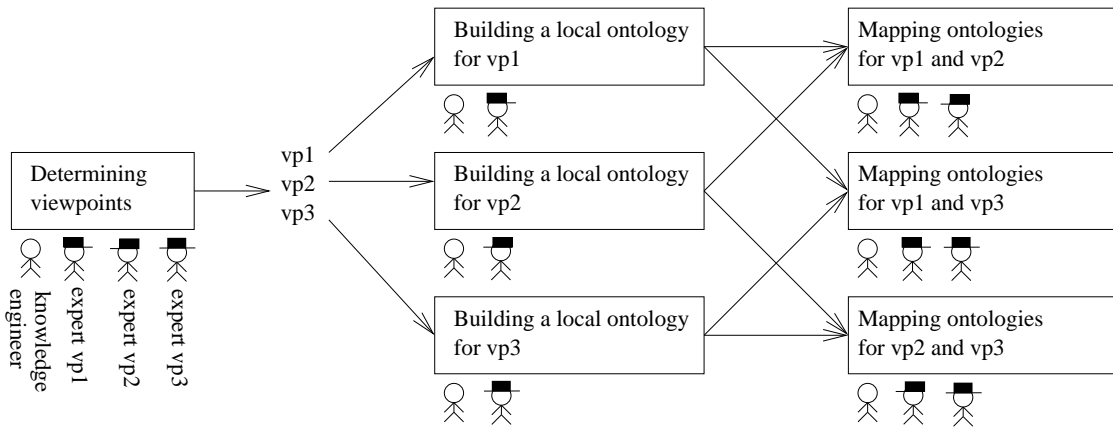 Determining
viewpoints
knowledge
engineer
expert vp1
expert vp2
expert vp3
vp1
vp2
vp3
Building a local ontology
for vp1
Building a local ontology
for vp2
Building a local ontology
for vp3
Mapping ontologies
for vp1 and vp2
Mapping ontologies
for vp1 and vp3
Mapping ontologies
for vp2 and vp3